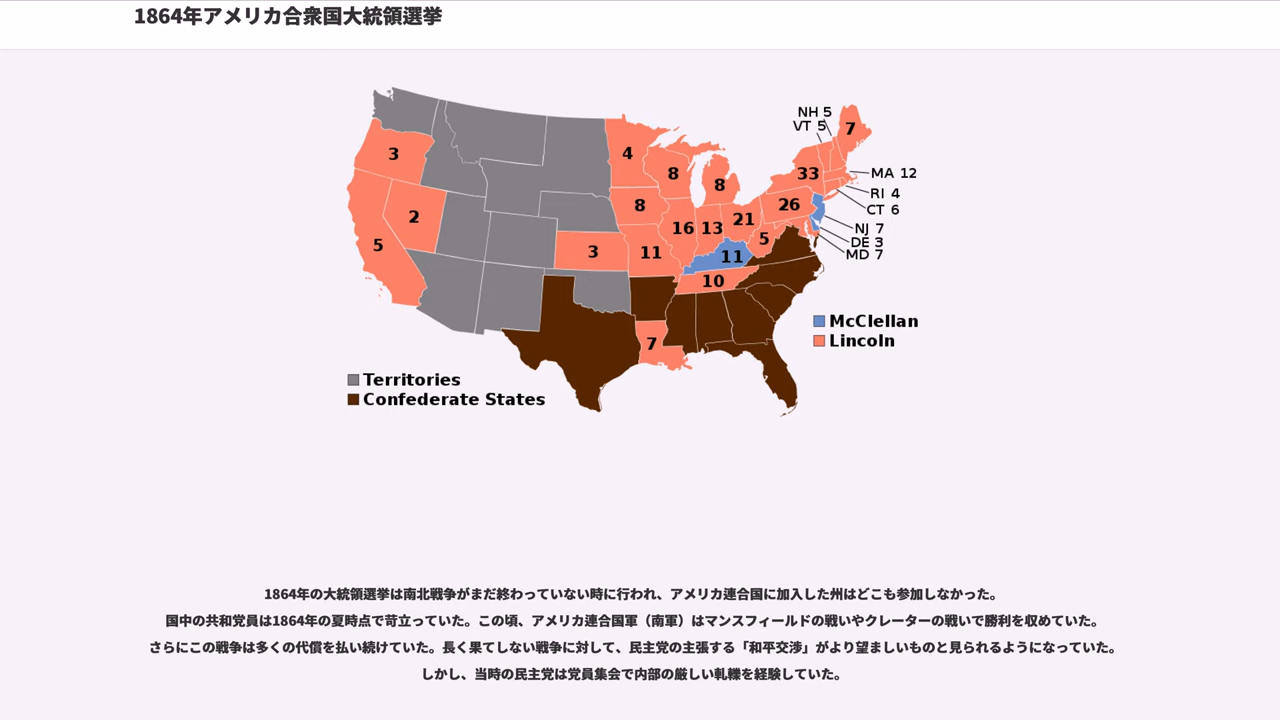 1864年アメリカ合衆国大統領選挙
NH 5
VT 5
7
3
4
8
8
33
MA 12
RI 4
CT 6
2
8
26
5
16
13
21
5
NJ 7
DE 3
MD 7
3
11
11
10
7
McClellan
Lincoln
Territories
Confederate States
1864年の大統領選挙は南北戦争がまだ終わっていない時に行われ、アメリカ連合国に加入した州はどこも参加しなかった。
国中の共和党員は1864年の夏時点で苛立っていた。この頃、アメリカ連合国軍（南軍）はマンスフィールドの戦いやクレーターの戦いで勝利を収めていた。
さらにこの戦争は多くの代償を払い続けていた。長く果てしない戦争に対して、民主党の主張する「和平交渉」がより望ましいものと見られるようになっていた。
しかし、当時の民主党は党員集会で内部の厳しい軋轢を経験していた。